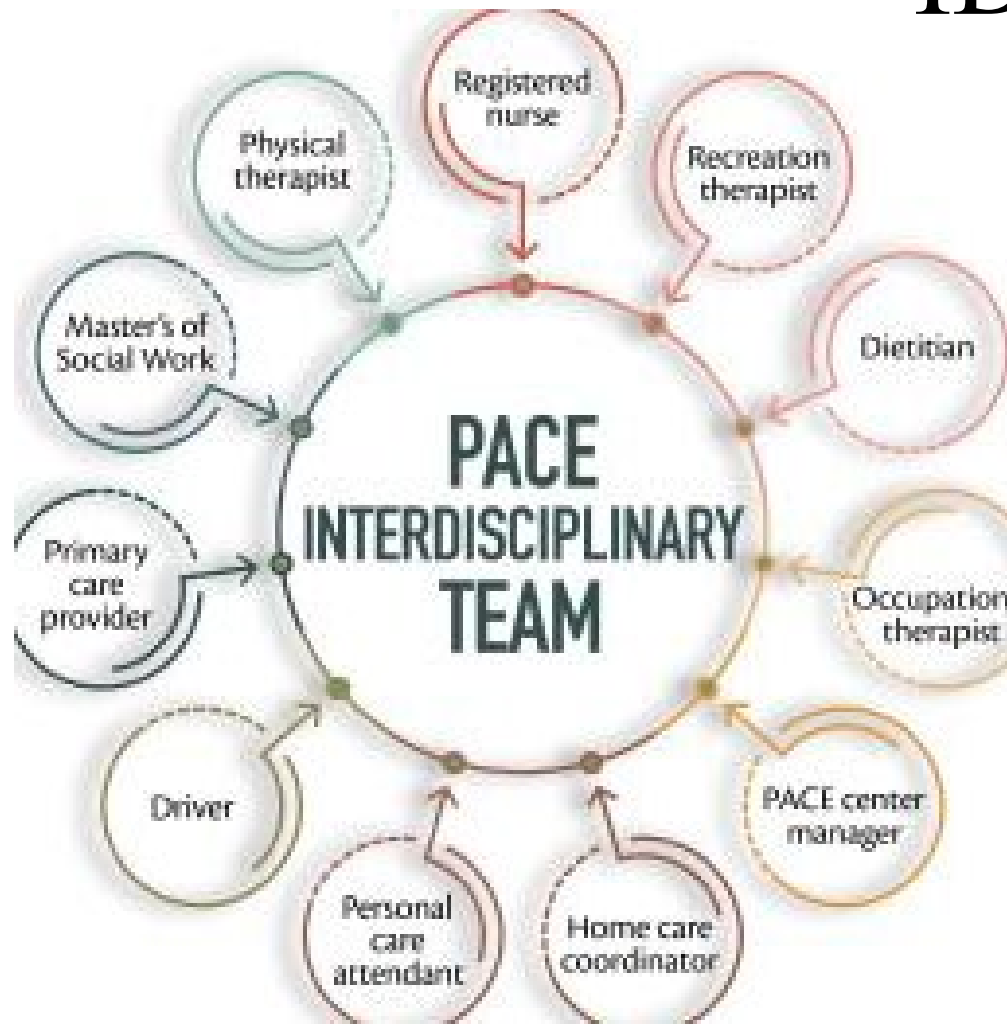 Registered
nurse
Recreation
therapist
Dietitian
Occupation
therapist
PACE center
manager
Home care
coordinator
Personal
care
attendant
Driver
Primary
care
provider
Master's of
Social Work
Physical
therapist
PACE
INTERDISCIPLINARY
TEAM